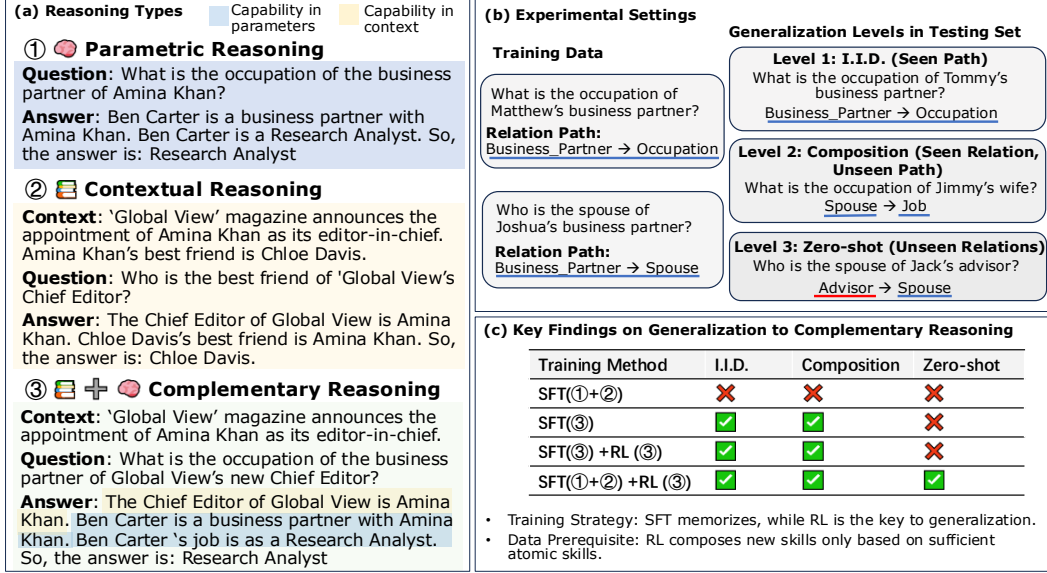 (a) Reasoning Types
Capability in parameters
Capability in context
① Parametric Reasoning
Question: What is the occupation of the business
partner of Amina Khan?
Answer: Ben Carter is a business partner with
Amina Khan. Ben Carter is a Research Analyst. So,
the answer is: Research Analyst
② Contextual Reasoning
Context: ‘Global View’ magazine announces the
appointment of Amina Khan as its editor-in-chief.
Amina Khan’s best friend is Chloe Davis.
Question: Who is the best friend of 'Global View’s
Chief Editor?
Answer: The Chief Editor of Global View is Amina
Khan. Chloe Davis’s best friend is Amina Khan. So,
the answer is: Chloe Davis.
③ Complementary Reasoning
Context: ‘Global View’ magazine announces the
appointment of Amina Khan as its editor-in-chief.
Question: What is the occupation of the business
partner of Global View’s new Chief Editor?
Answer: The Chief Editor of Global View is Amina
Khan. Ben Carter is a business partner with Amina
Khan. Ben Carter ‘s job is as a Research Analyst.
So, the answer is: Research Analyst
(b) Experimental Settings
Training Data
What is the occupation of
Matthew’s business partner?
Relation Path:
Business_Partner → Occupation
Who is the spouse of
Joshua’s business partner?
Relation Path:
Business_Partner → Spouse
Generalization Levels in Testing Set
Level 1: I.I.D. (Seen Path)
What is the occupation of Tommy’s
business partner?
Business_Partner → Occupation
Level 2: Composition (Seen Relation,
Unseen Path)
What is the occupation of Jimmy’s wife?
Spouse → Job
Level 3: Zero-shot (Unseen Relations)
Who is the spouse of Jack’s advisor?
Advisor → Spouse
(c) Key Findings on Generalization to Complementary Reasoning
Training Method I.I.D. Composition Zero-shot
SFT(①+②) ❌ ❌ ❌
SFT(③) ✅ ✅ ❌
SFT(③) +RL (③) ✅ ✅ ❌
SFT(①+②) +RL (③) ✅ ✅ ✅
• Training Strategy: SFT memorizes, while RL is the key to generalization.
• Data Prerequisite: RL composes new skills only based on sufficient
atomic skills.